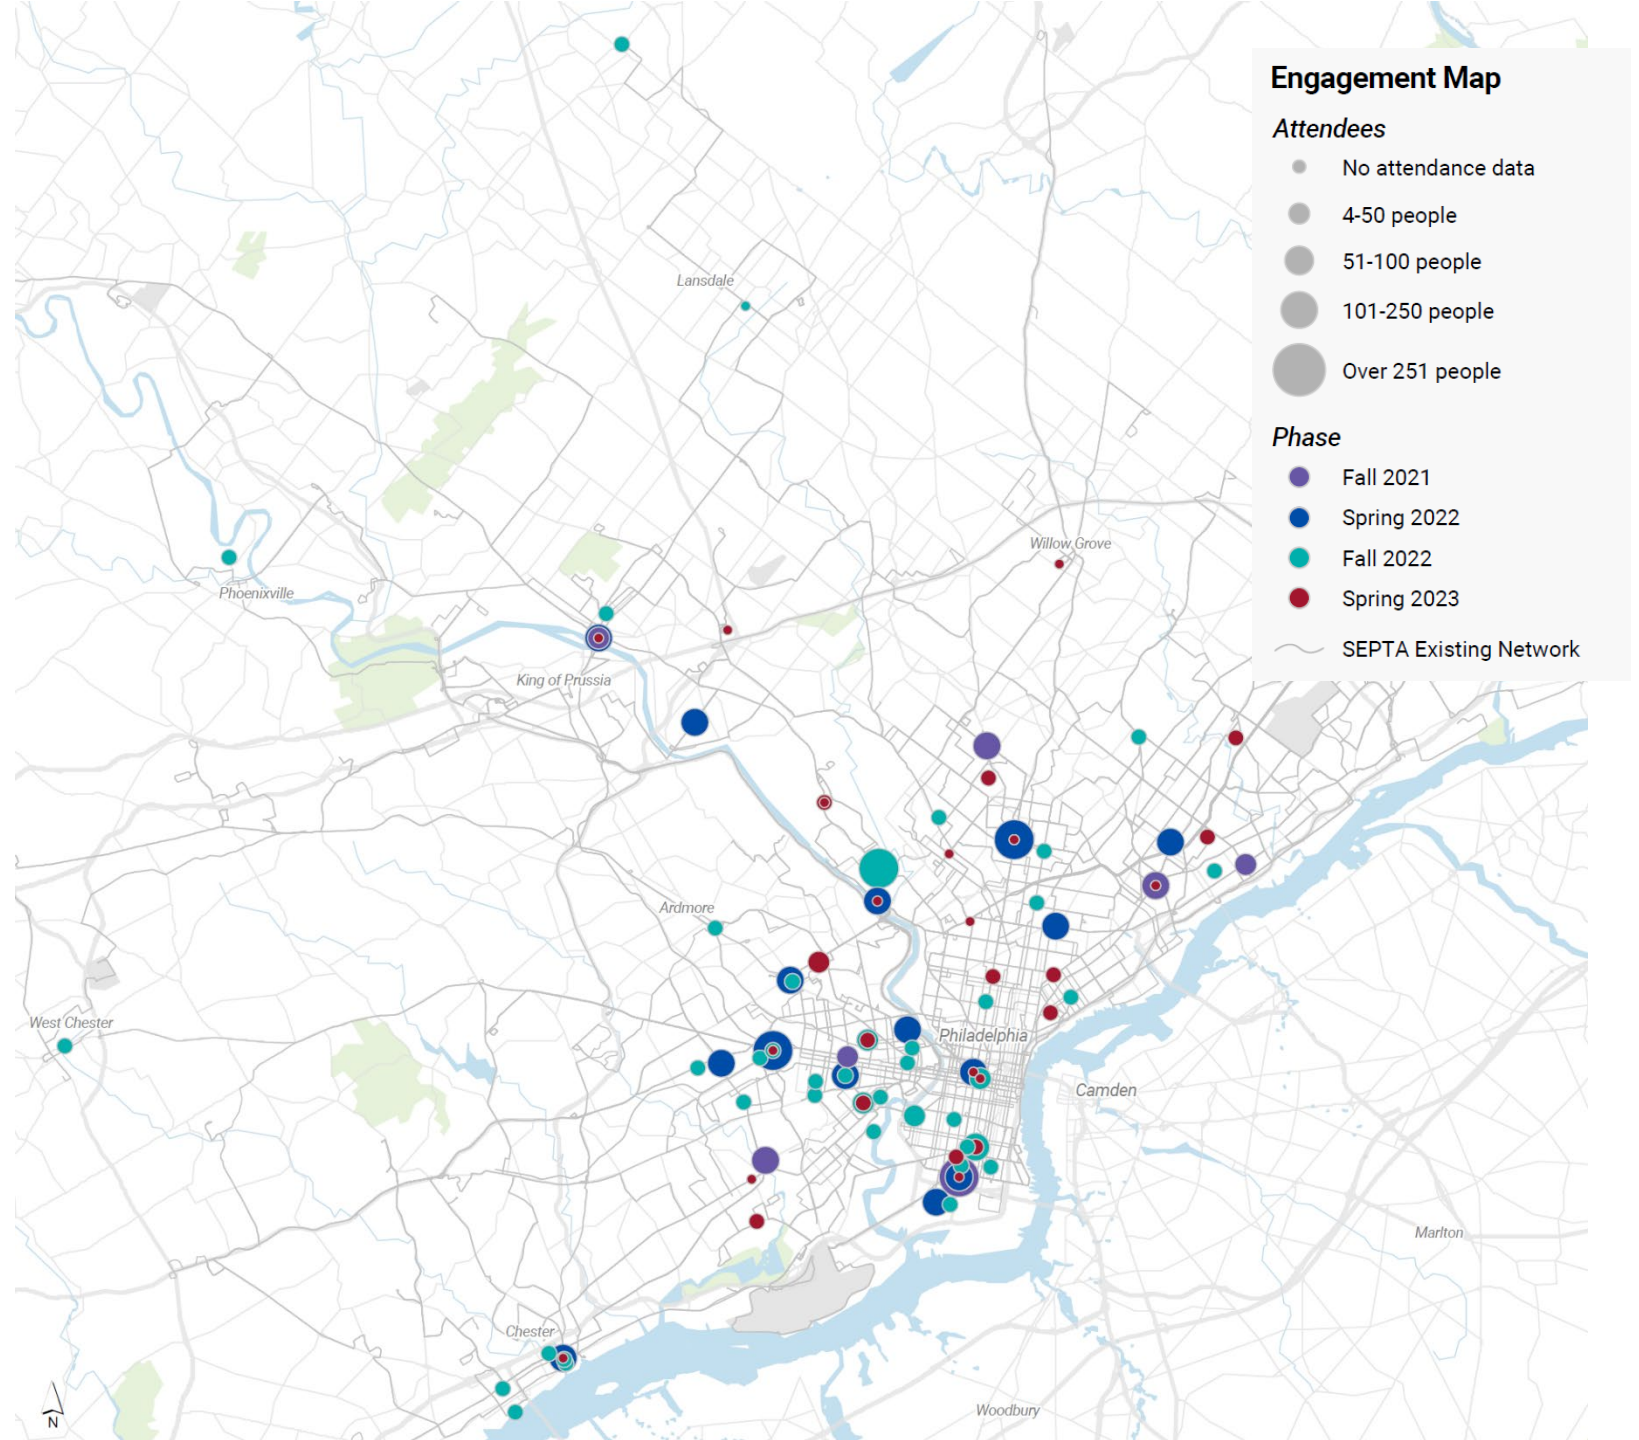 Engagement Map
Attendees
No attendance data
4-50 people
51-100 people
101-250 people
Over 251 people
Phase
Fall 2021
Spring 2022
Fall 2022
Spring 2023
SEPTA Existing Network
Lansdale
Willow Grove
Phoenixville
King of Prussia
Ardmore
West Chester
Philadelphia
Camden
Marlton
Chester
Woodbury
N